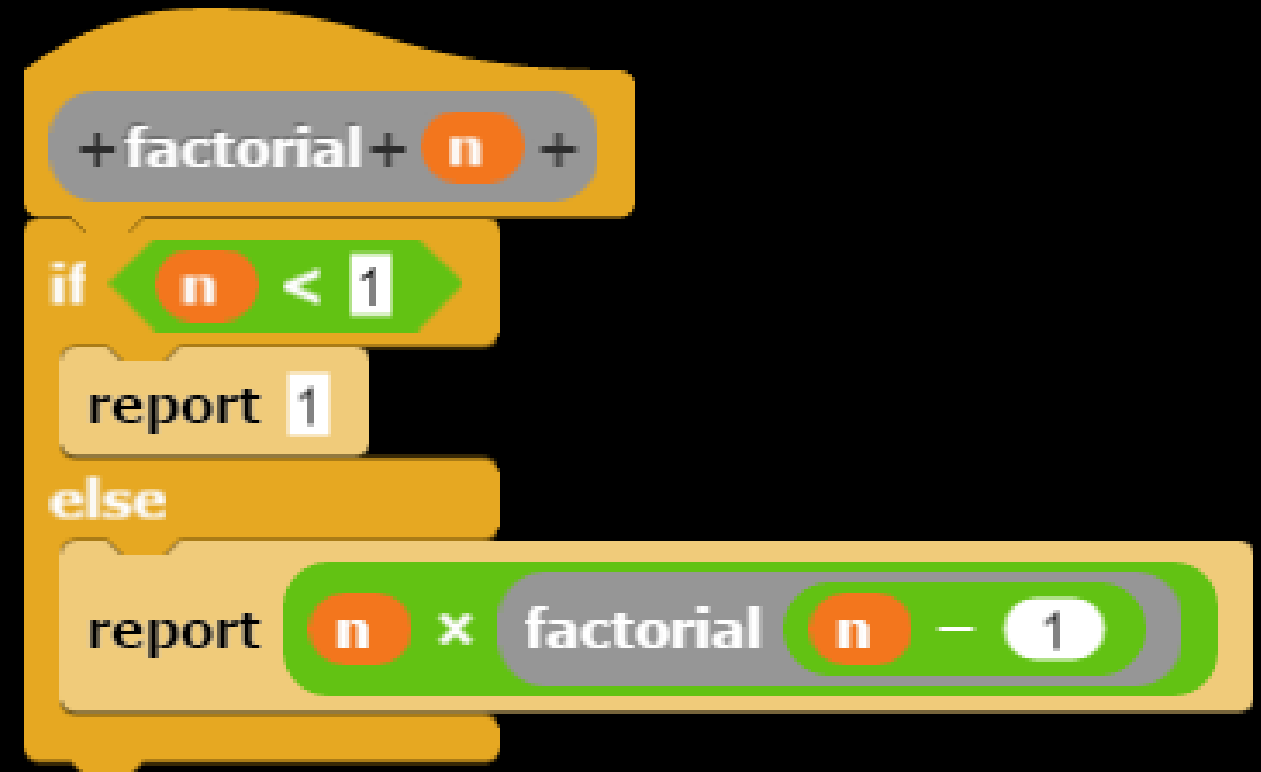 + factorial + n +
if n < 1
report 1
else
report n × factorial n − 1